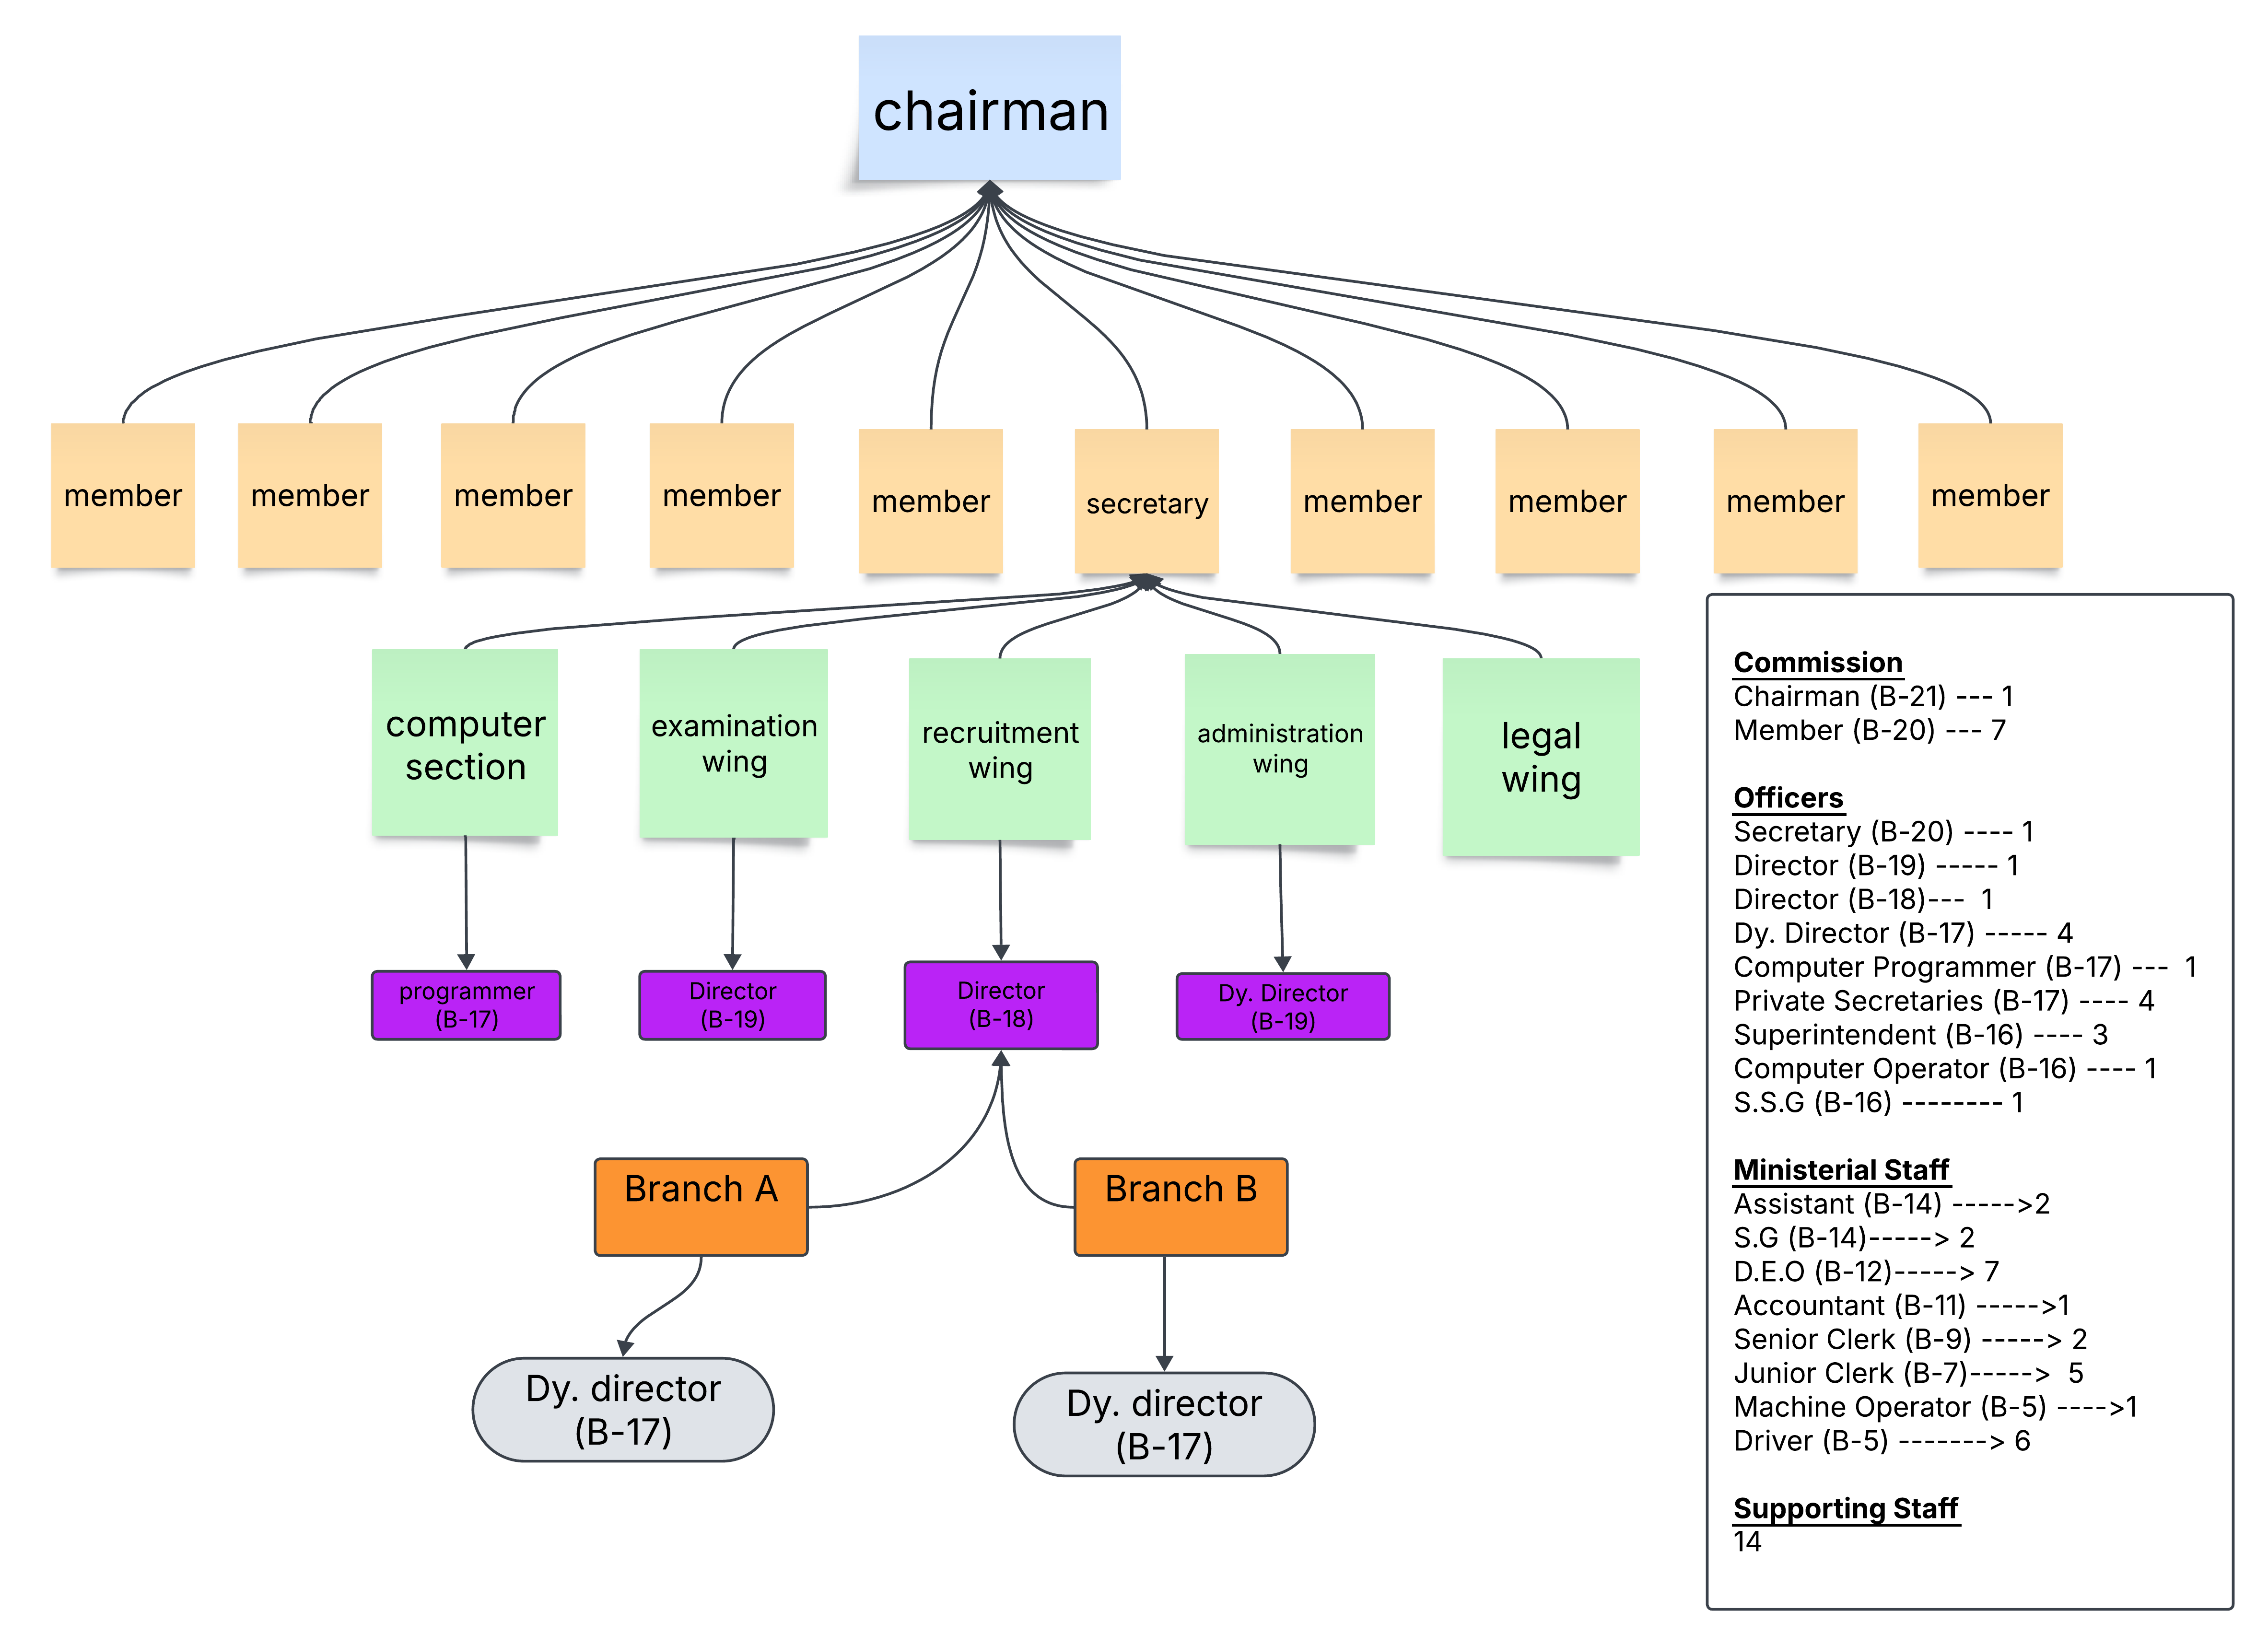 chairman
member
member
member
member
member
secretary
member
member
member
member
computer
section
examination
wing
recruitment
wing
administration
wing
legal
wing
programmer
(B-17)
Director
(B-19)
Director
(B-18)
Dy. Director
(B-19)
Branch A
Branch B
Dy. director
(B-17)
Dy. director
(B-17)
Commission
Chairman (B-21) --- 1
Member (B-20) --- 7
Officers
Secretary (B-20) ---- 1
Director (B-19) ----- 1
Director (B-18)---  1
Dy. Director (B-17) ----- 4
Computer Programmer (B-17) ---  1
Private Secretaries (B-17) ---- 4
Superintendent (B-16) ---- 3
Computer Operator (B-16) ---- 1
S.S.G (B-16) -------- 1
Ministerial Staff
Assistant (B-14) ----->2
S.G (B-14)-----> 2
D.E.O (B-12)-----> 7
Accountant (B-11) ----->1
Senior Clerk (B-9) -----> 2
Junior Clerk (B-7)----->  5
Machine Operator (B-5) ---->1
Driver (B-5) -------> 6
Supporting Staff
14